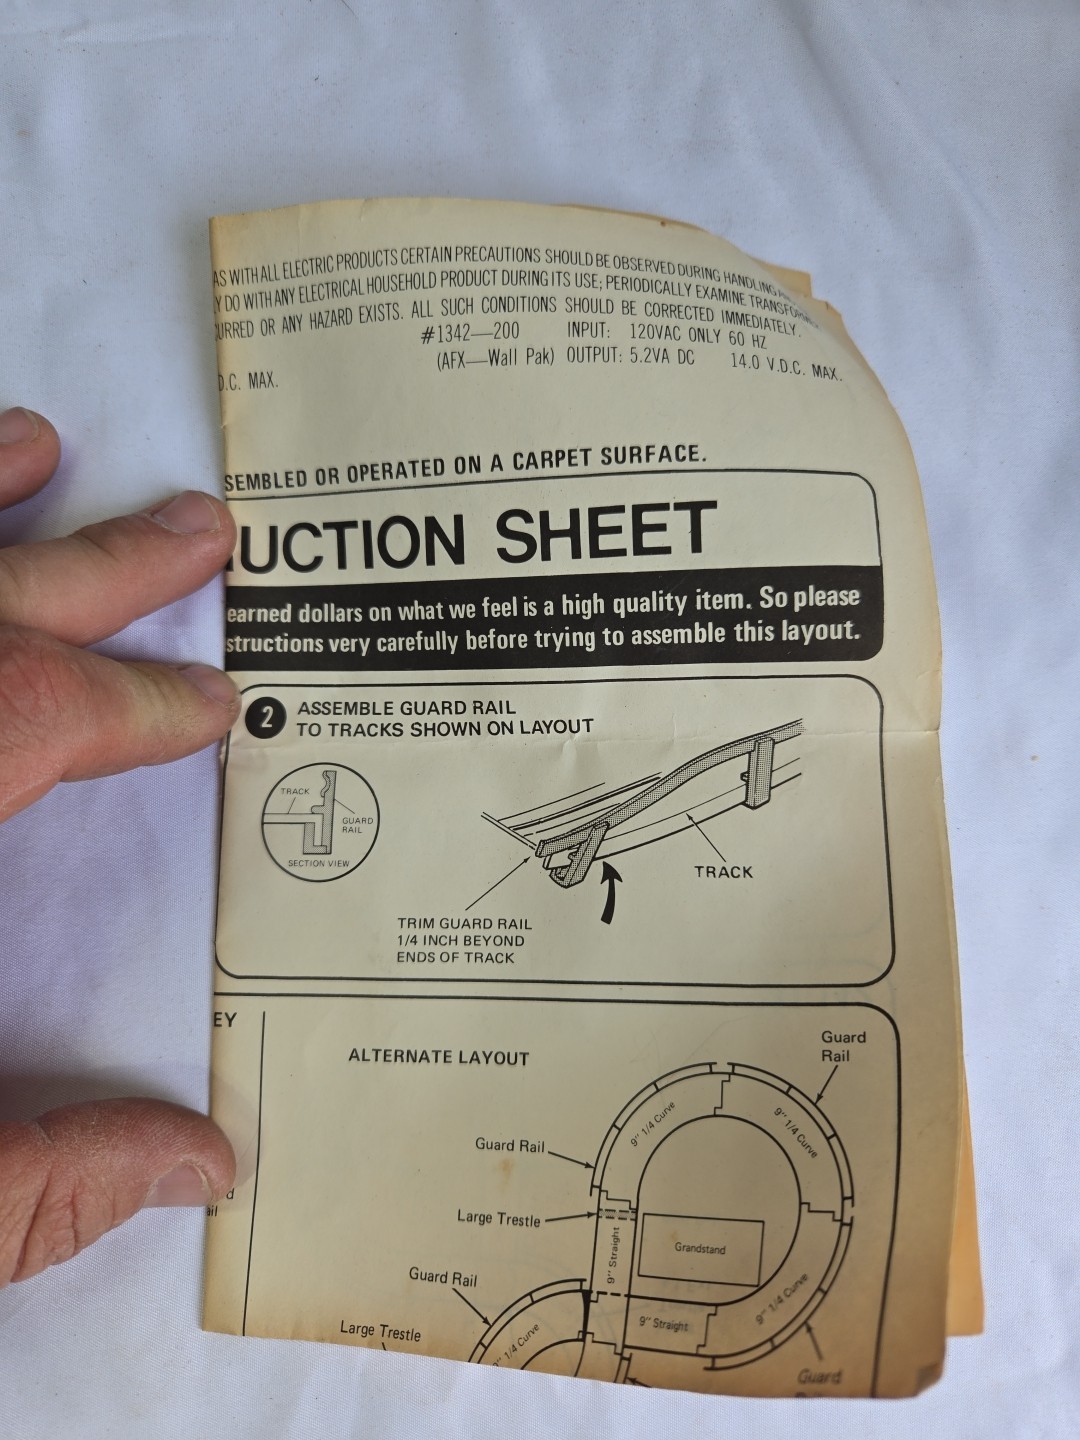 AS WITH ALL ELECTRIC PRODUCTS CERTAIN PRECAUTIONS SHOULD BE OBSERVED DURING HANDLING
Y DO WITH ANY ELECTRICAL HOUSEHOLD PRODUCT DURING ITS USE; PERIODICALLY EXAMINE TRANSFORMER
URRED OR ANY HAZARD EXISTS. ALL SUCH CONDITIONS SHOULD BE CORRECTED IMMEDIATELY.
#1342—200 INPUT: 120VAC ONLY 60 HZ
(AFX—Wall Pak) OUTPUT: 5.2VA DC 14.0 V.D.C. MAX.
D.C. MAX.
SEMBLED OR OPERATED ON A CARPET SURFACE.
UCTION SHEET
earned dollars on what we feel is a high quality item. So please
structions very carefully before trying to assemble this layout.
2 ASSEMBLE GUARD RAIL
TO TRACKS SHOWN ON LAYOUT
TRACK
GUARD
RAIL
SECTION VIEW
TRACK
TRIM GUARD RAIL
1/4 INCH BEYOND
ENDS OF TRACK
EY
ALTERNATE LAYOUT
Guard
Rail
9" 1/4 Curve
9" 1/4 Curve
Guard Rail
d
ail
Large Trestle
9" Straight
Grandstand
Guard Rail
9" 1/4 Curve
9" Straight
Large Trestle
9" 1/4 Curve
Guard